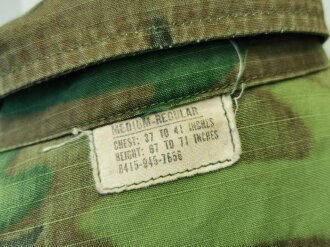 MEDIUM-REGULAR
CHEST: 37 TO 41 INCHES
HEIGHT: 67 TO 71 INCHES
8415-945-7656